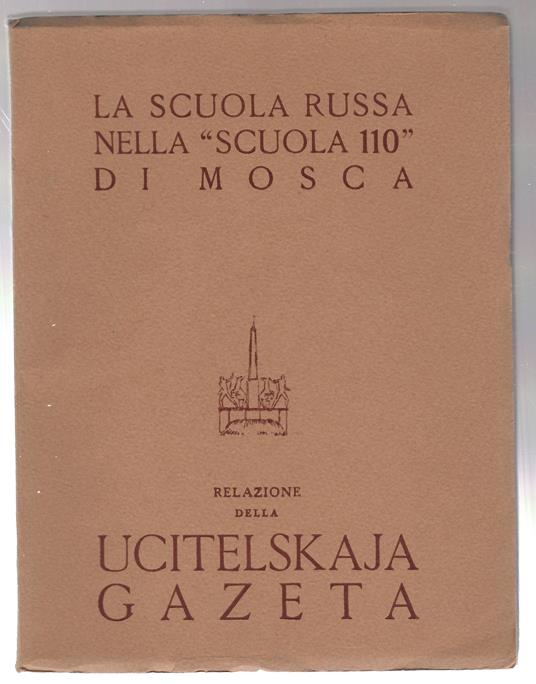 LA SCUOLA RUSSA
NELLA “SCUOLA 110”
DI MOSCA
RELAZIONE
DELLA
UCITELSKAJA
GAZETA